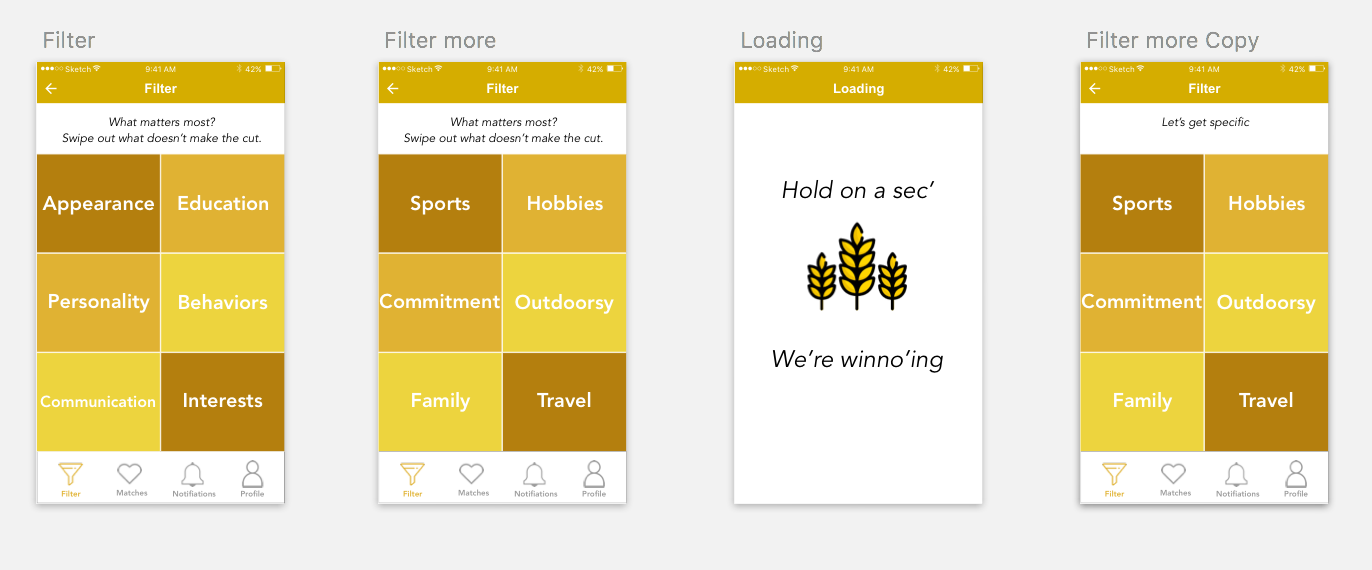 Filter
Sketch 9:41 AM 42%
Filter
What matters most?
Swipe out what doesn't make the cut.
Appearance Education
Personality Behaviors
Communication Interests
Filter Matches Notifiations Profile
Filter more
Sketch 9:41 AM 42%
Filter
What matters most?
Swipe out what doesn't make the cut.
Sports Hobbies
Commitment Outdoorsy
Family Travel
Filter Matches Notifiations Profile
Loading
Sketch 9:41 AM 42%
Loading
Hold on a sec'
We're winno'ing
Filter more Copy
Sketch 9:41 AM 42%
Filter
Let's get specific
Sports Hobbies
Commitment Outdoorsy
Family Travel
Filter Matches Notifiations Profile